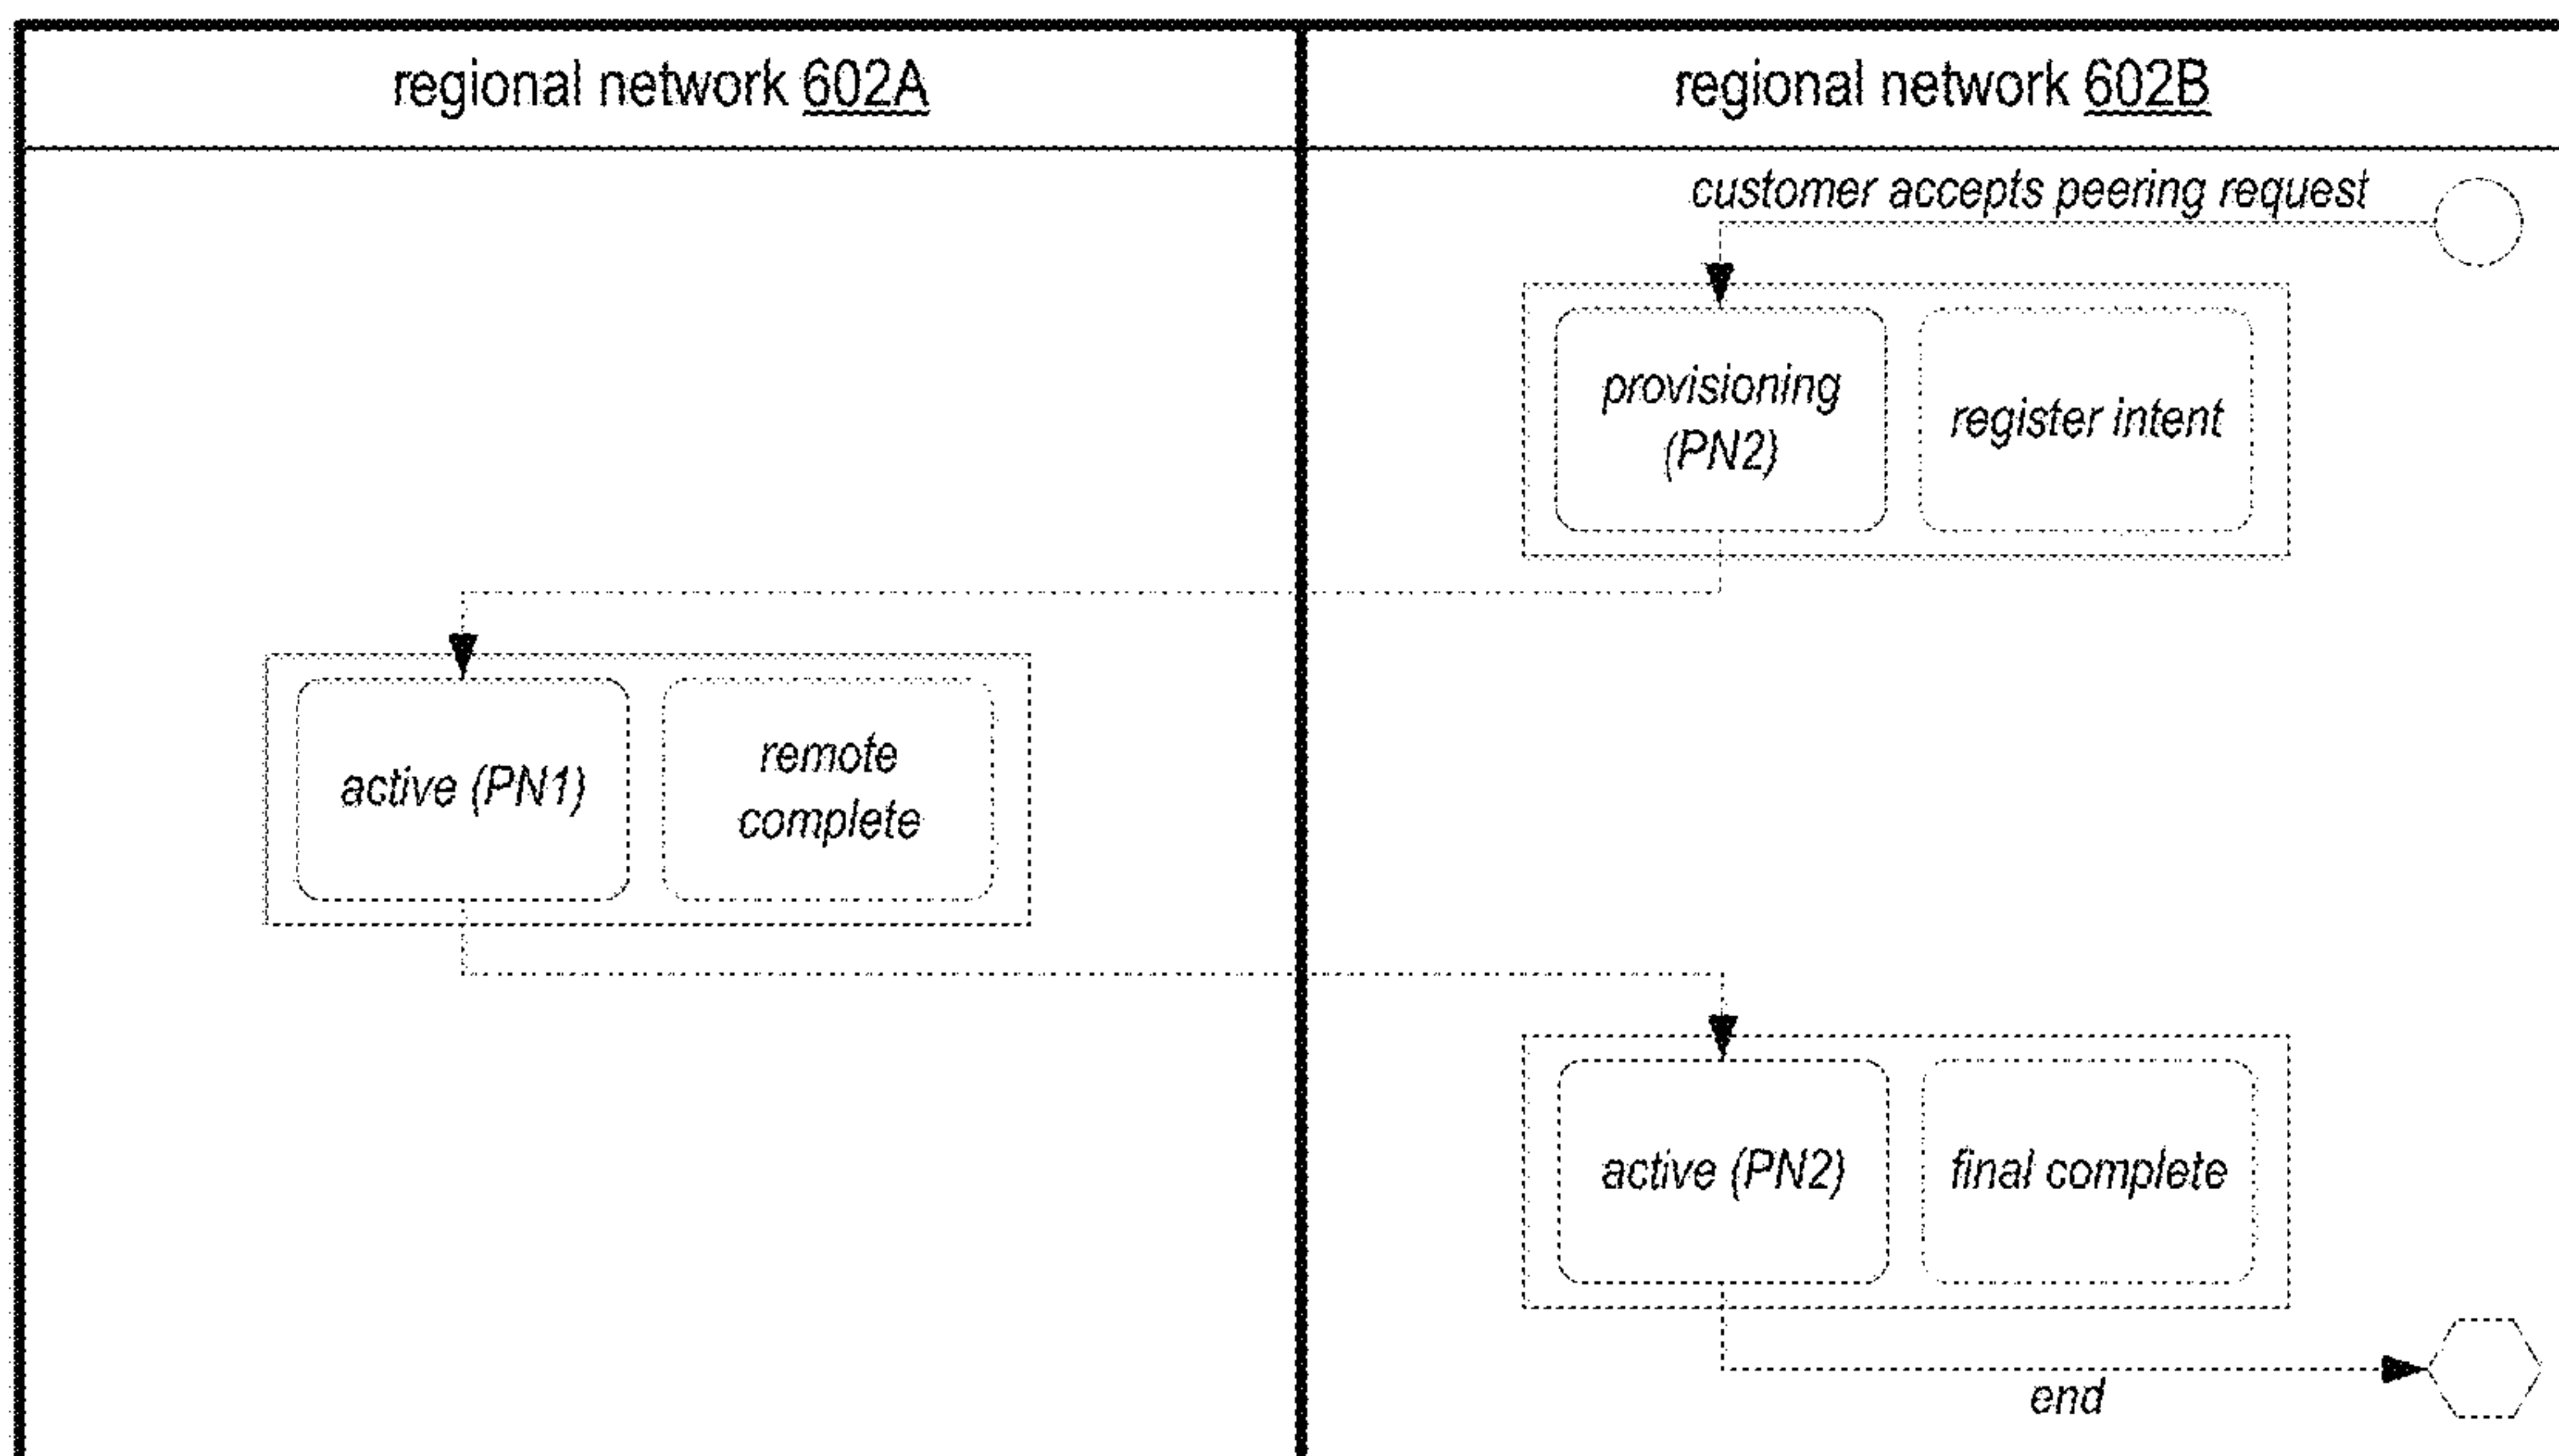 regional network 602A
regional network 602B
customer accepts peering request
provisioning
(PN2)
register intent
active (PN1)
remote
complete
active (PN2)
final complete
end